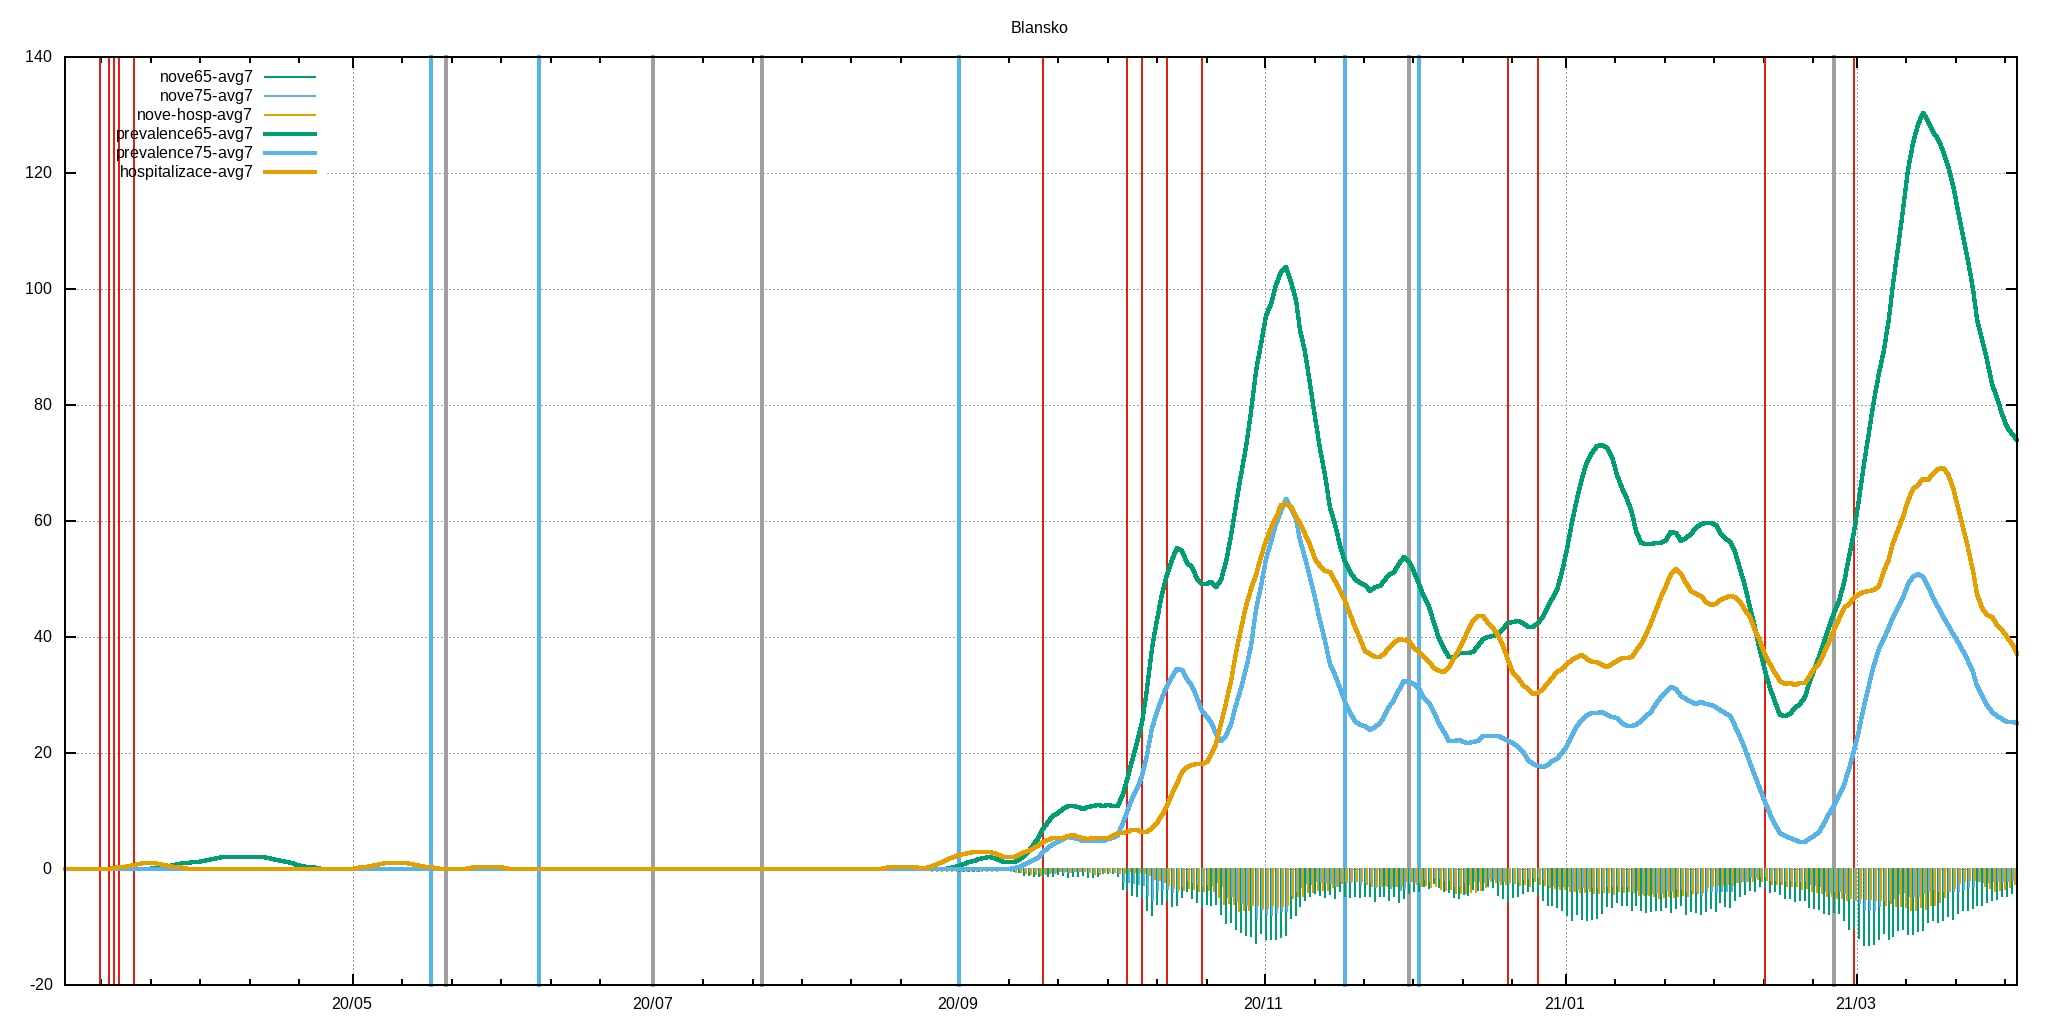 Blansko
140
120
100
80
60
40
20
0
-20
nove65-avg7
nove75-avg7
nove-hosp-avg7
prevalence65-avg7
prevalence75-avg7
hospitalizace-avg7
20/05 20/07 20/09 20/11 21/01 21/03